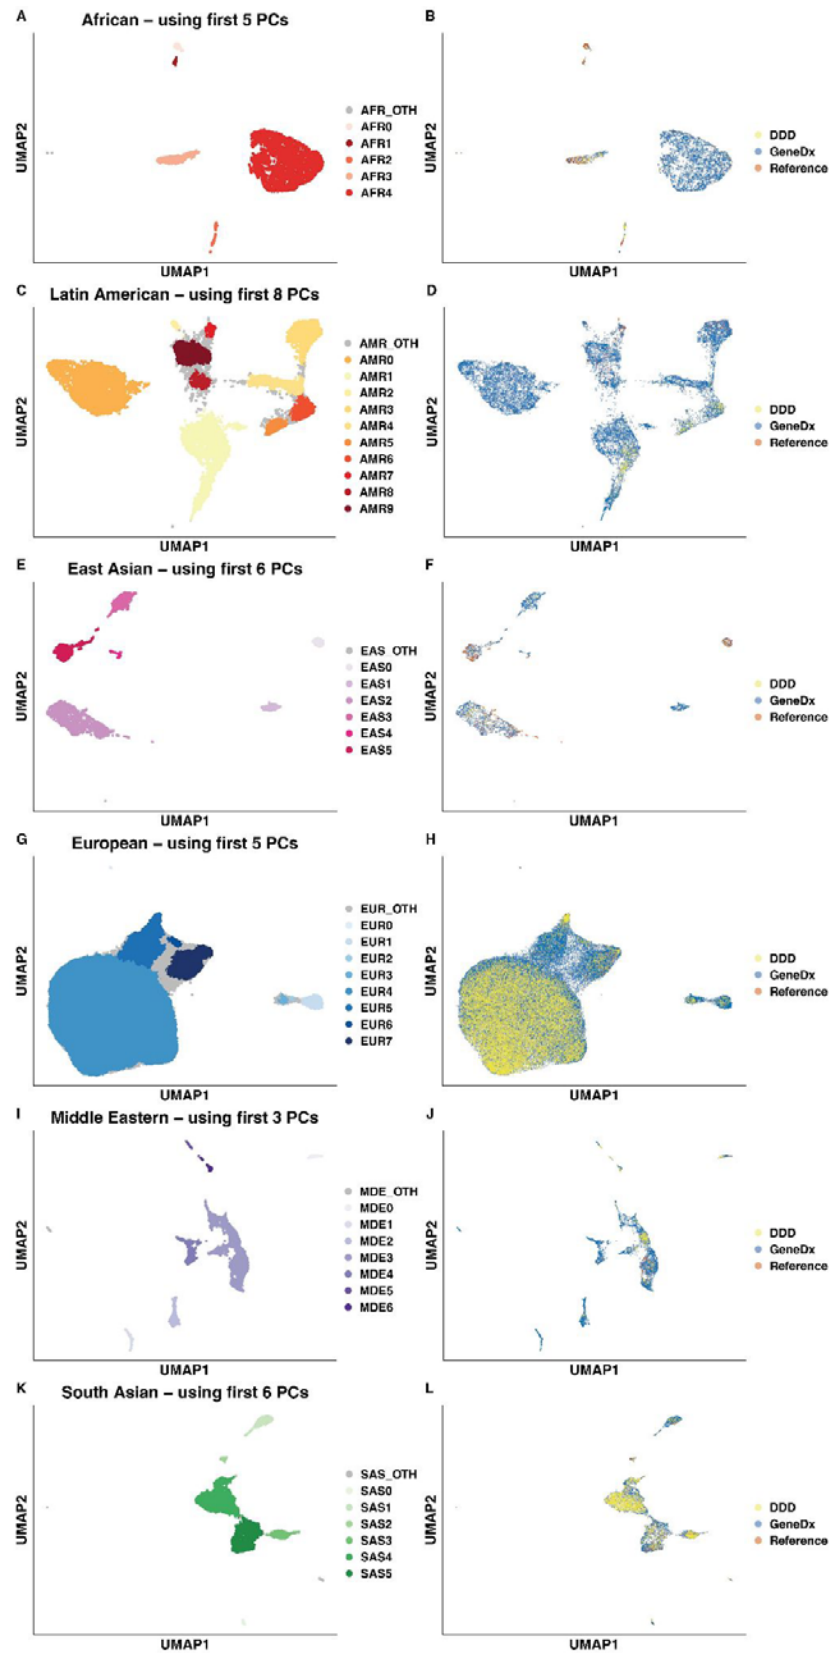 A
African – using first 5 PCs
UMAP2
UMAP1
AFR_OTH
AFR0
AFR1
AFR2
AFR3
AFR4
B
UMAP2
UMAP1
DDD
GeneDx
Reference
C
Latin American – using first 8 PCs
UMAP2
UMAP1
AMR_OTH
AMR0
AMR1
AMR2
AMR3
AMR4
AMR5
AMR6
AMR7
AMR8
AMR9
D
UMAP2
UMAP1
DDD
GeneDx
Reference
E
East Asian – using first 6 PCs
UMAP2
UMAP1
EAS_OTH
EAS0
EAS1
EAS2
EAS3
EAS4
EAS5
F
UMAP2
UMAP1
DDD
GeneDx
Reference
G
European – using first 5 PCs
UMAP2
UMAP1
EUR_OTH
EUR0
EUR1
EUR2
EUR3
EUR4
EUR5
EUR6
EUR7
H
UMAP2
UMAP1
DDD
GeneDx
Reference
I
Middle Eastern – using first 3 PCs
UMAP2
UMAP1
MDE_OTH
MDE0
MDE1
MDE2
MDE3
MDE4
MDE5
MDE6
J
UMAP2
UMAP1
DDD
GeneDx
Reference
K
South Asian – using first 6 PCs
UMAP2
UMAP1
SAS_OTH
SAS0
SAS1
SAS2
SAS3
SAS4
SAS5
L
UMAP2
UMAP1
DDD
GeneDx
Reference